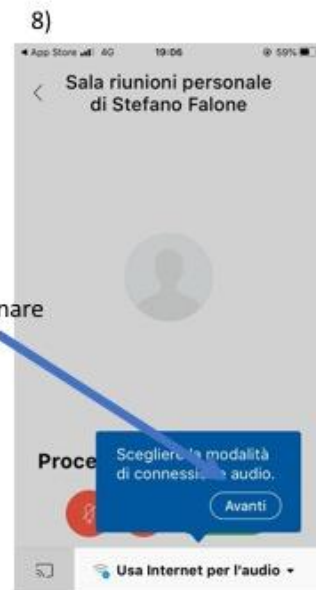 8)
App Store 4G 19:06 59%
Sala riunioni personale
di Stefano Falone
Proce
Scegliere la modalità
di connessione audio.
Avanti
Usa Internet per l'audio